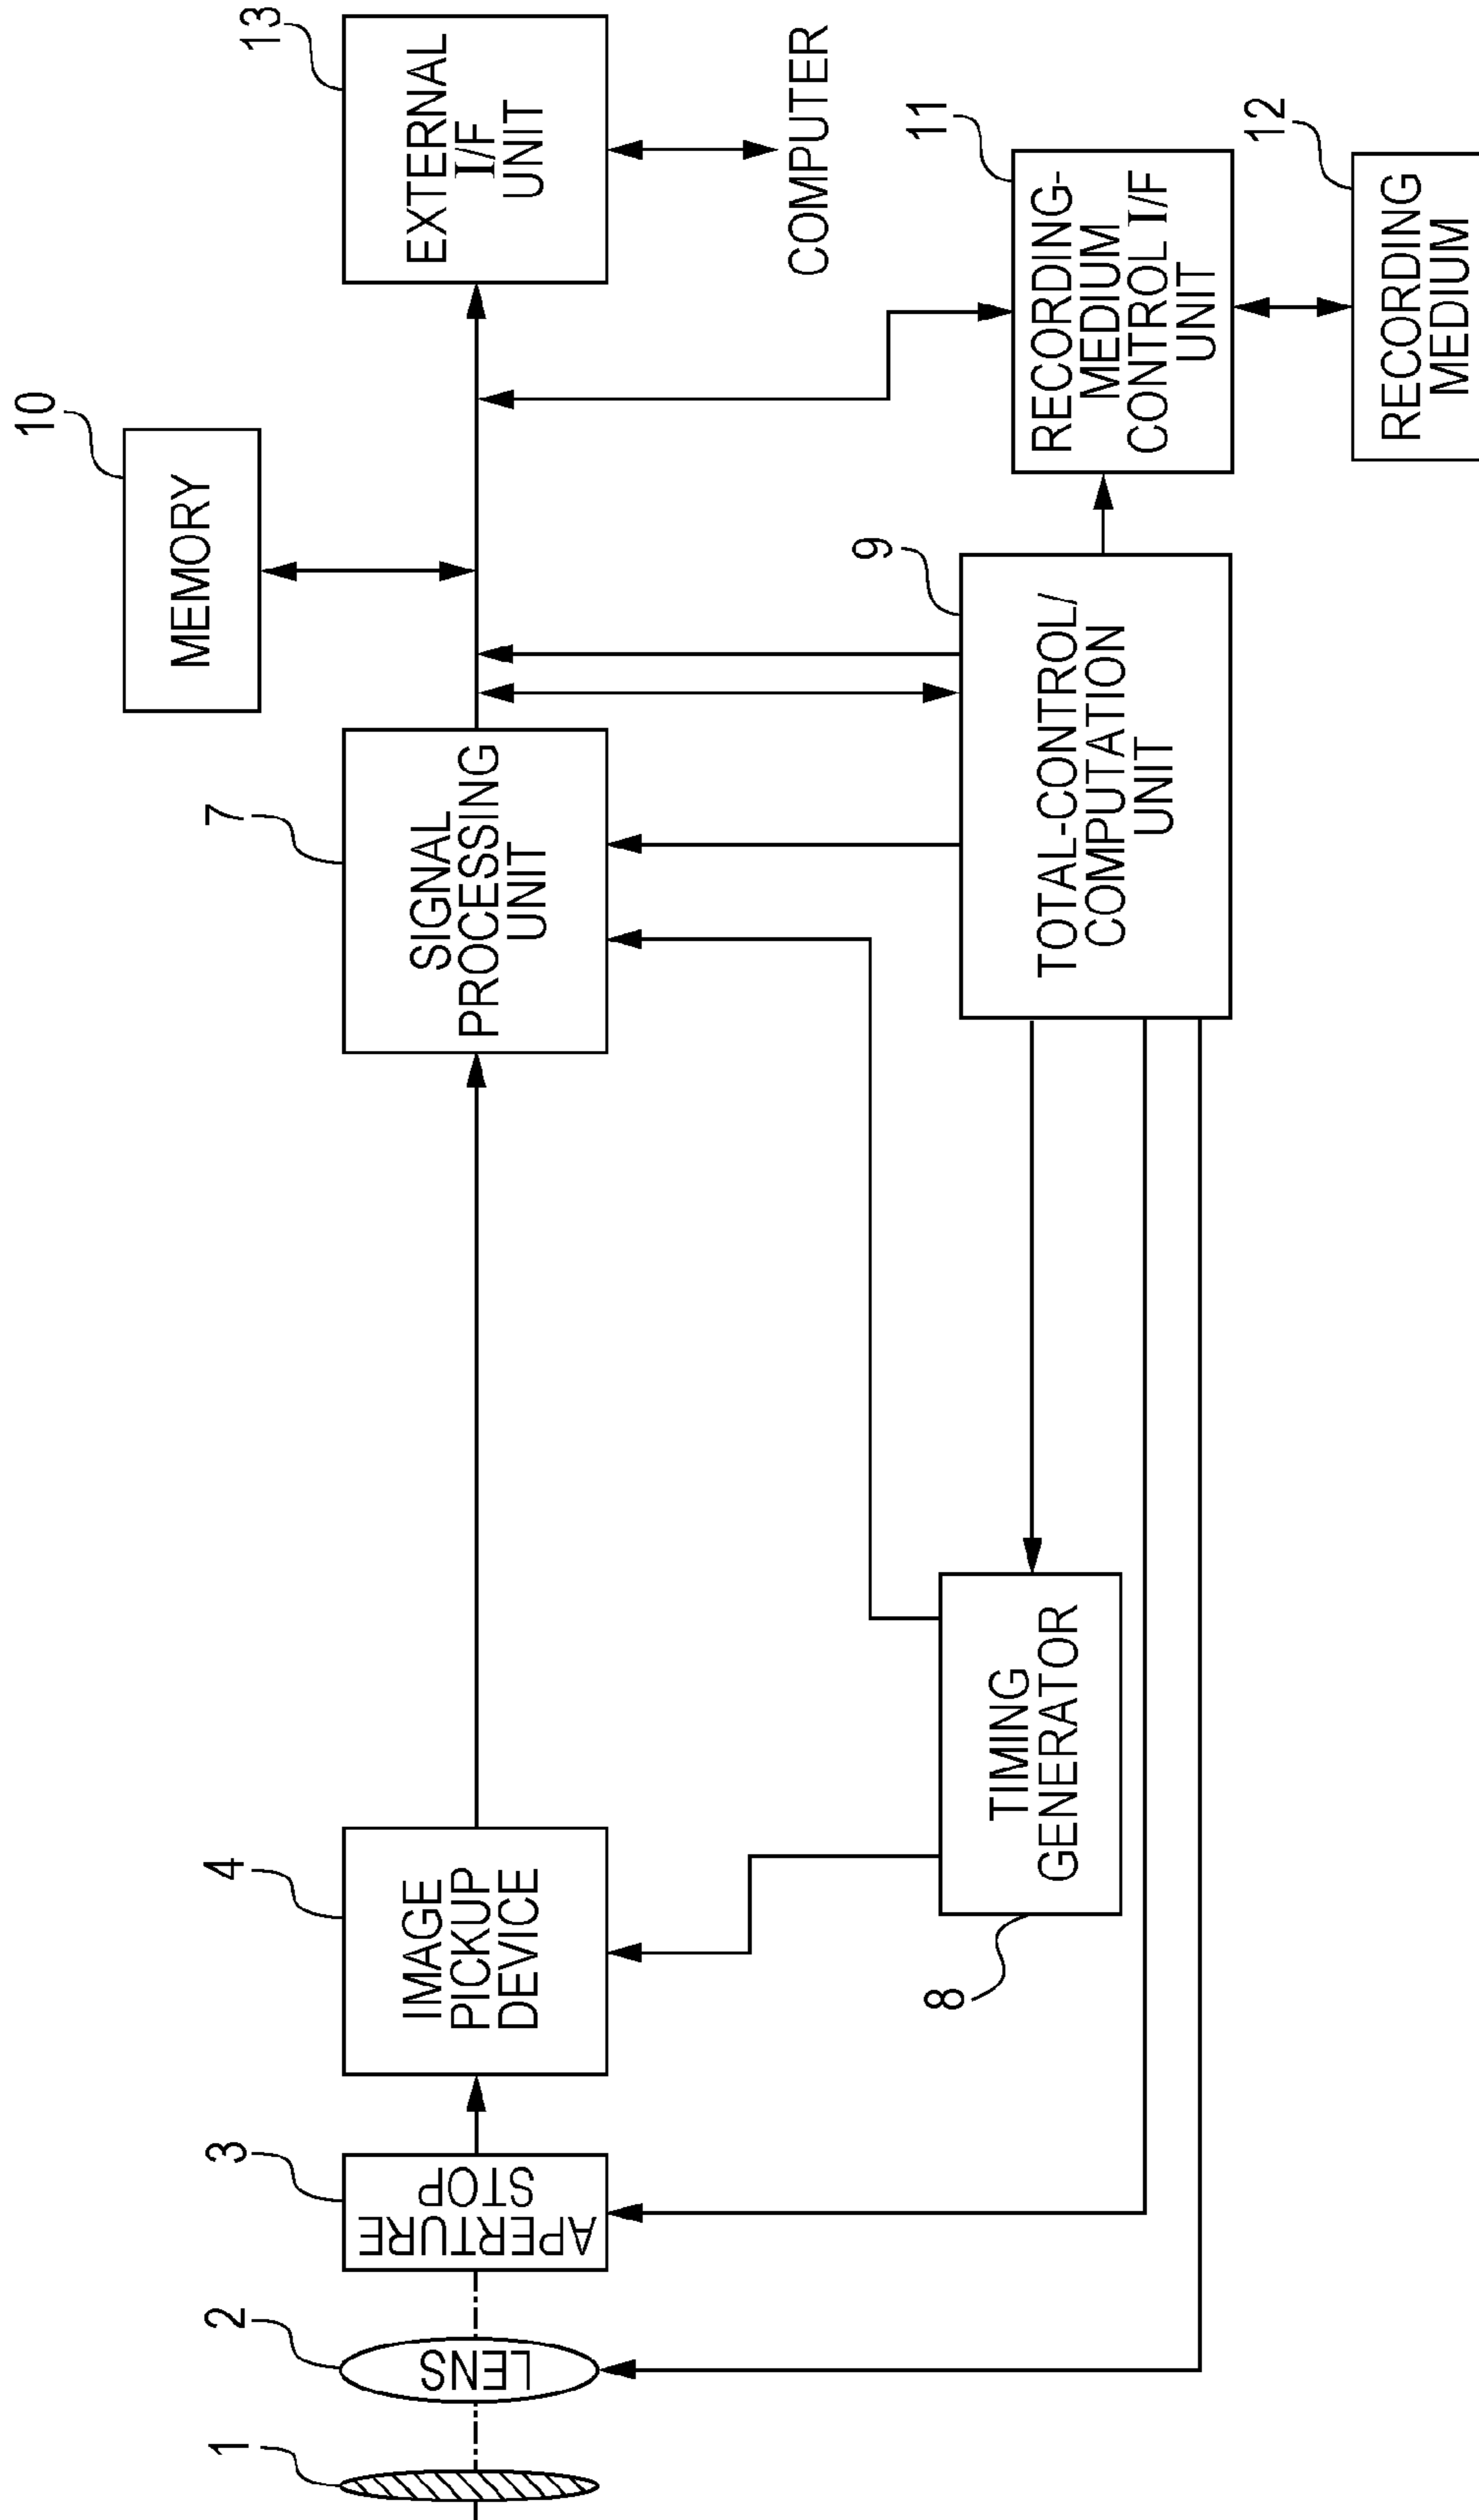 1
2
LENS
3
APERTURE
STOP
4
IMAGE
PICKUP
DEVICE
7
SIGNAL
PROCESSING
UNIT
10
MEMORY
13
EXTERNAL
I/F
UNIT
COMPUTER
8
TIMING
GENERATOR
9
TOTAL-CONTROL/
COMPUTATION
UNIT
11
RECORDING-
MEDIUM
CONTROL I/F
UNIT
12
RECORDING
MEDIUM